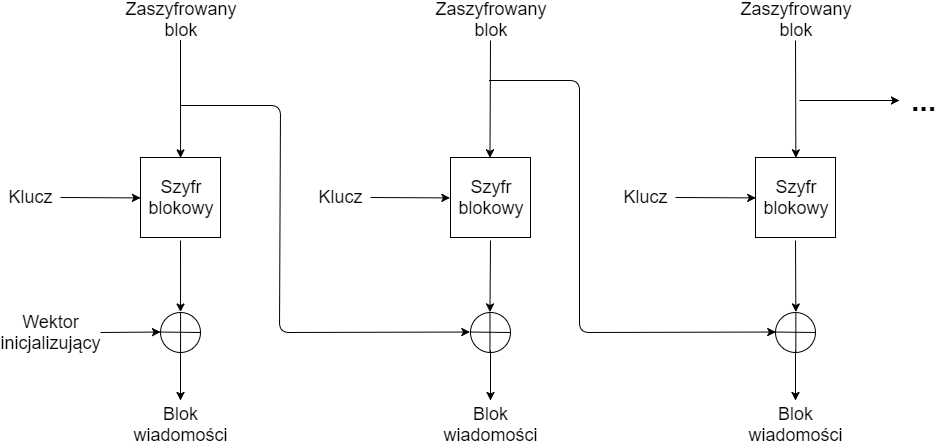 Zaszyfrowany
blok
Zaszyfrowany
blok
Zaszyfrowany
blok
...
Klucz
Szyfr
blokowy
Klucz
Szyfr
blokowy
Klucz
Szyfr
blokowy
Wektor
inicjalizujący
Blok
wiadomości
Blok
wiadomości
Blok
wiadomości